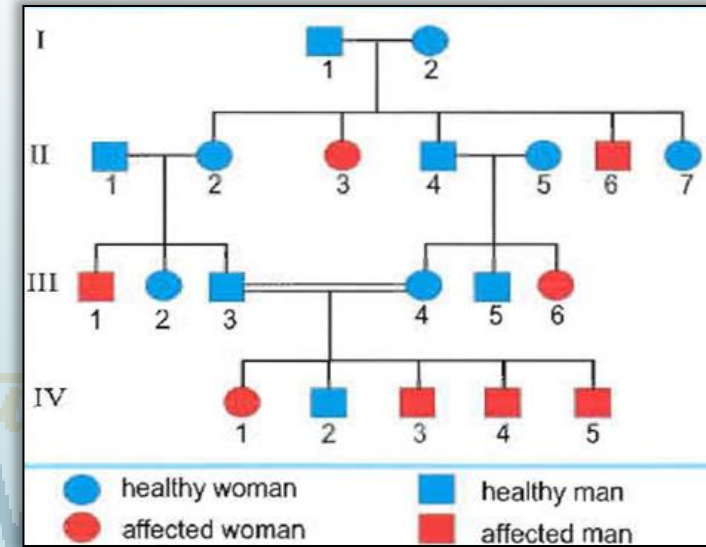 I
1 2
II
1 2 3 4 5 6 7
III
1 2 3 4 5 6
IV
1 2 3 4 5
healthy woman healthy man
affected woman affected man